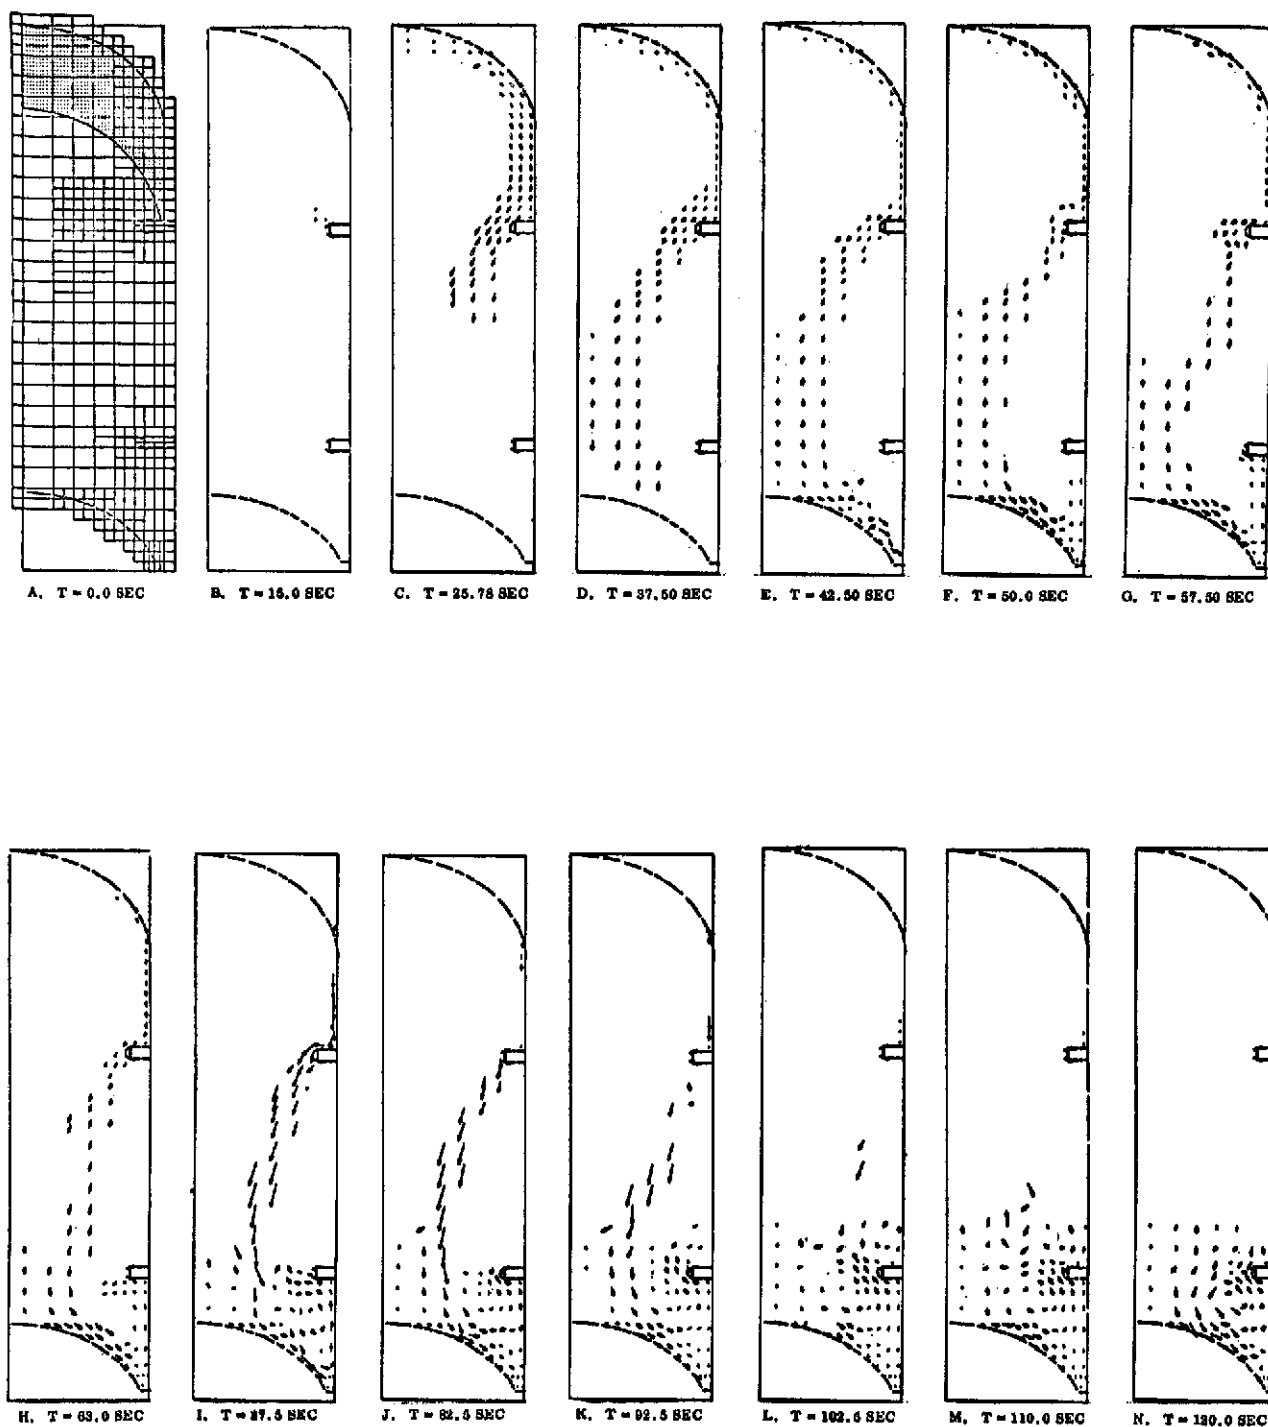 A. T = 0.0 SEC
B. T = 15.0 SEC
C. T = 25.78 SEC
D. T = 37.50 SEC
E. T = 42.50 SEC
F. T = 50.0 SEC
G. T = 57.50 SEC
H. T = 63.0 SEC
I. T = 87.5 SEC
J. T = 82.5 SEC
K. T = 92.5 SEC
L. T = 102.5 SEC
M. T = 110.0 SEC
N. T = 120.0 SEC